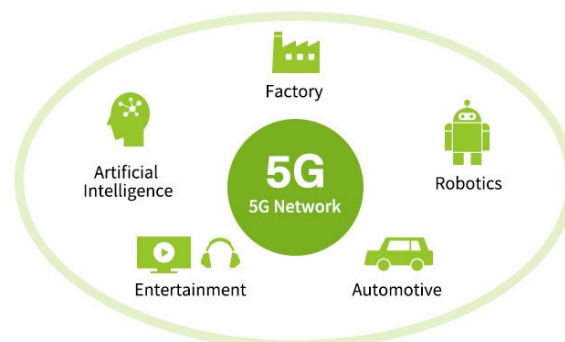 Factory
Artificial
Intelligence
5G
5G Network
Robotics
Entertainment
Automotive